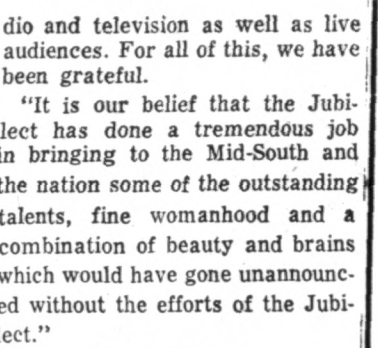 dio and television as well as live
audiences. For all of this, we have
been grateful.
"It is our belief that the Jubi-
lect has done a tremendous job
in bringing to the Mid-South and
the nation some of the outstanding
talents, fine womanhood and a
combination of beauty and brains
which would have gone unannounc-
ed without the efforts of the Jubi-
lect."